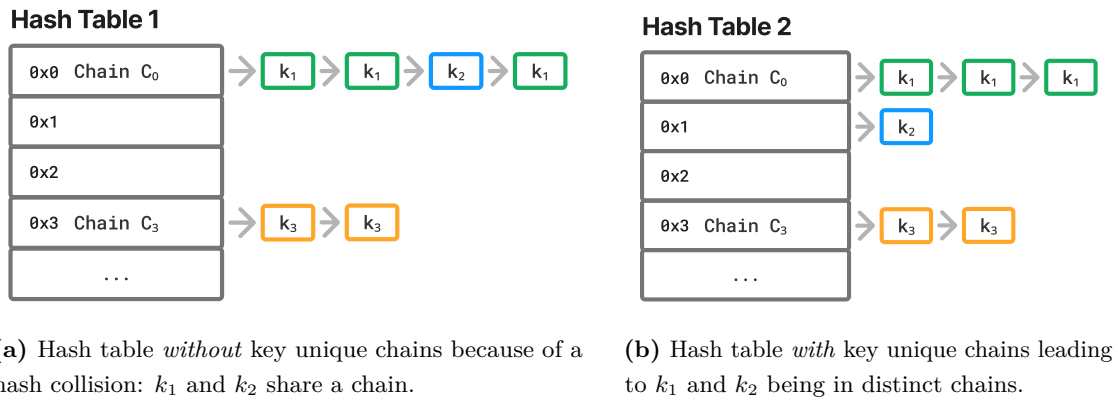 Hash Table 1
0x0 Chain C₀ k₁ k₁ k₂ k₁
0x1
0x2
0x3 Chain C₃ k₃ k₃
...
(a) Hash table without key unique chains because of a
hash collision: k₁ and k₂ share a chain.
Hash Table 2
0x0 Chain C₀ k₁ k₁ k₁
0x1 k₂
0x2
0x3 Chain C₃ k₃ k₃
...
(b) Hash table with key unique chains leading
to k₁ and k₂ being in distinct chains.